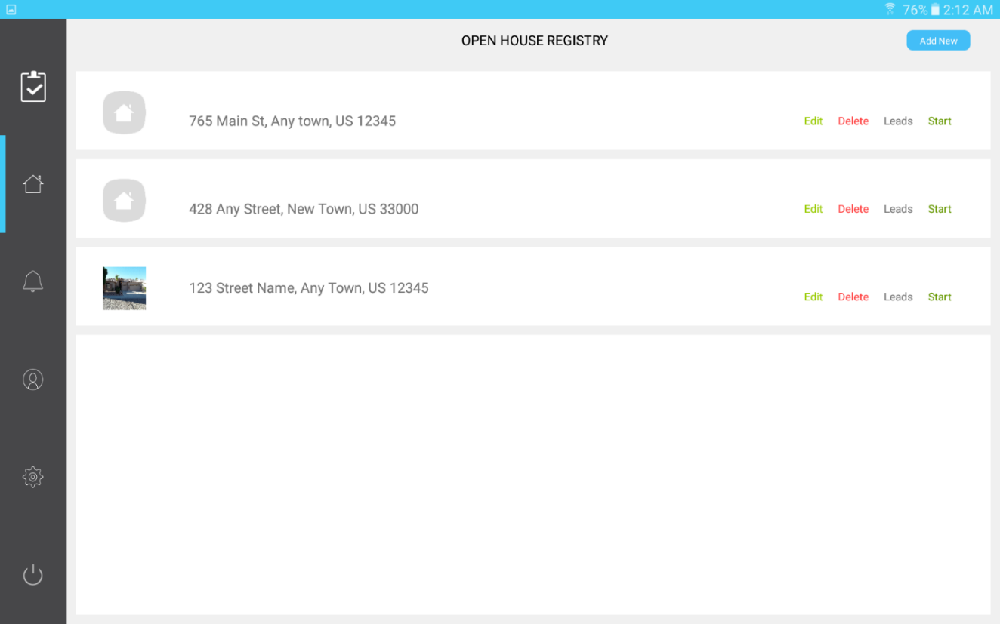 76% 2:12 AM
OPEN HOUSE REGISTRY
Add New
765 Main St, Any town, US 12345
Edit Delete Leads Start
428 Any Street, New Town, US 33000
Edit Delete Leads Start
123 Street Name, Any Town, US 12345
Edit Delete Leads Start